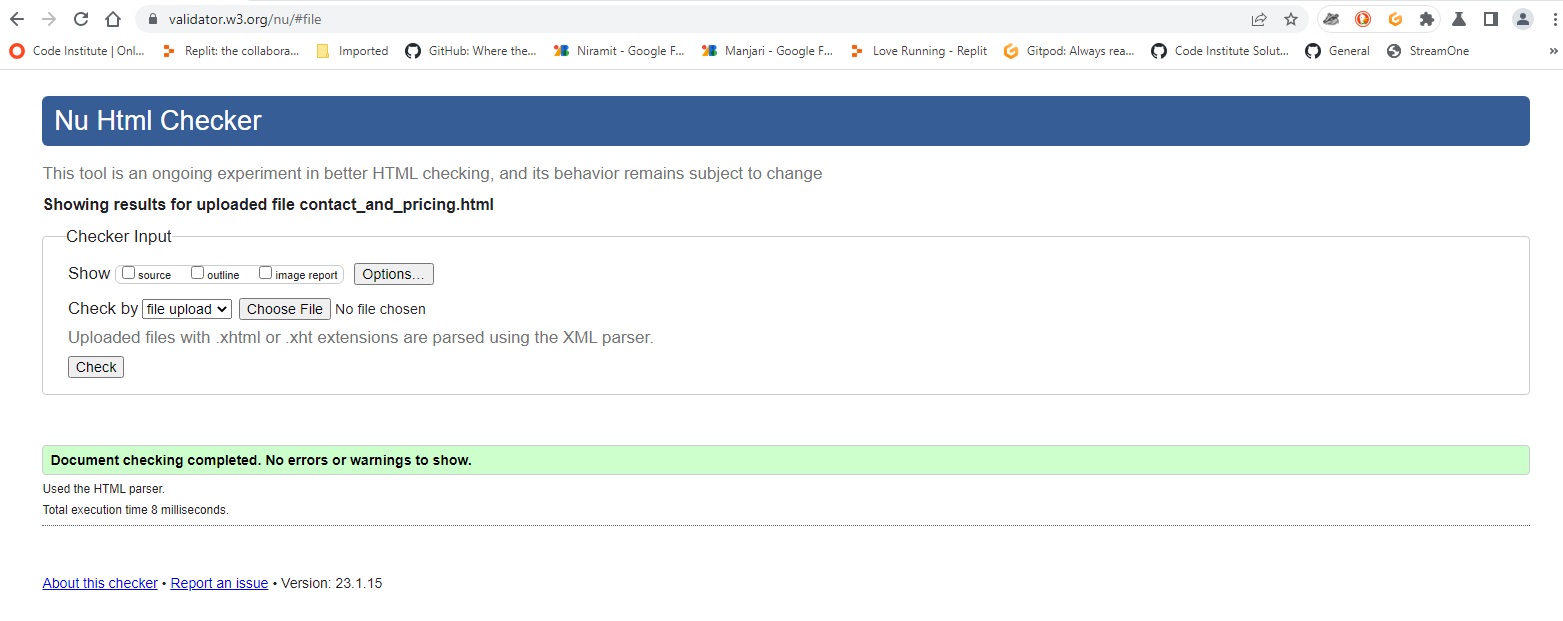 validator.w3.org/nu/#file
Code Institute | Onl... Replit: the collabora... Imported GitHub: Where the... Niramit - Google F... Manjari - Google F... Love Running - Replit Gitpod: Always rea... Code Institute Solut... General StreamOne »
Nu Html Checker
This tool is an ongoing experiment in better HTML checking, and its behavior remains subject to change
Showing results for uploaded file contact_and_pricing.html
Checker Input
Show source outline image report Options...
Check by file upload Choose File No file chosen
Uploaded files with .xhtml or .xht extensions are parsed using the XML parser.
Check
Document checking completed. No errors or warnings to show.
Used the HTML parser.
Total execution time 8 milliseconds.
About this checker • Report an issue • Version: 23.1.15